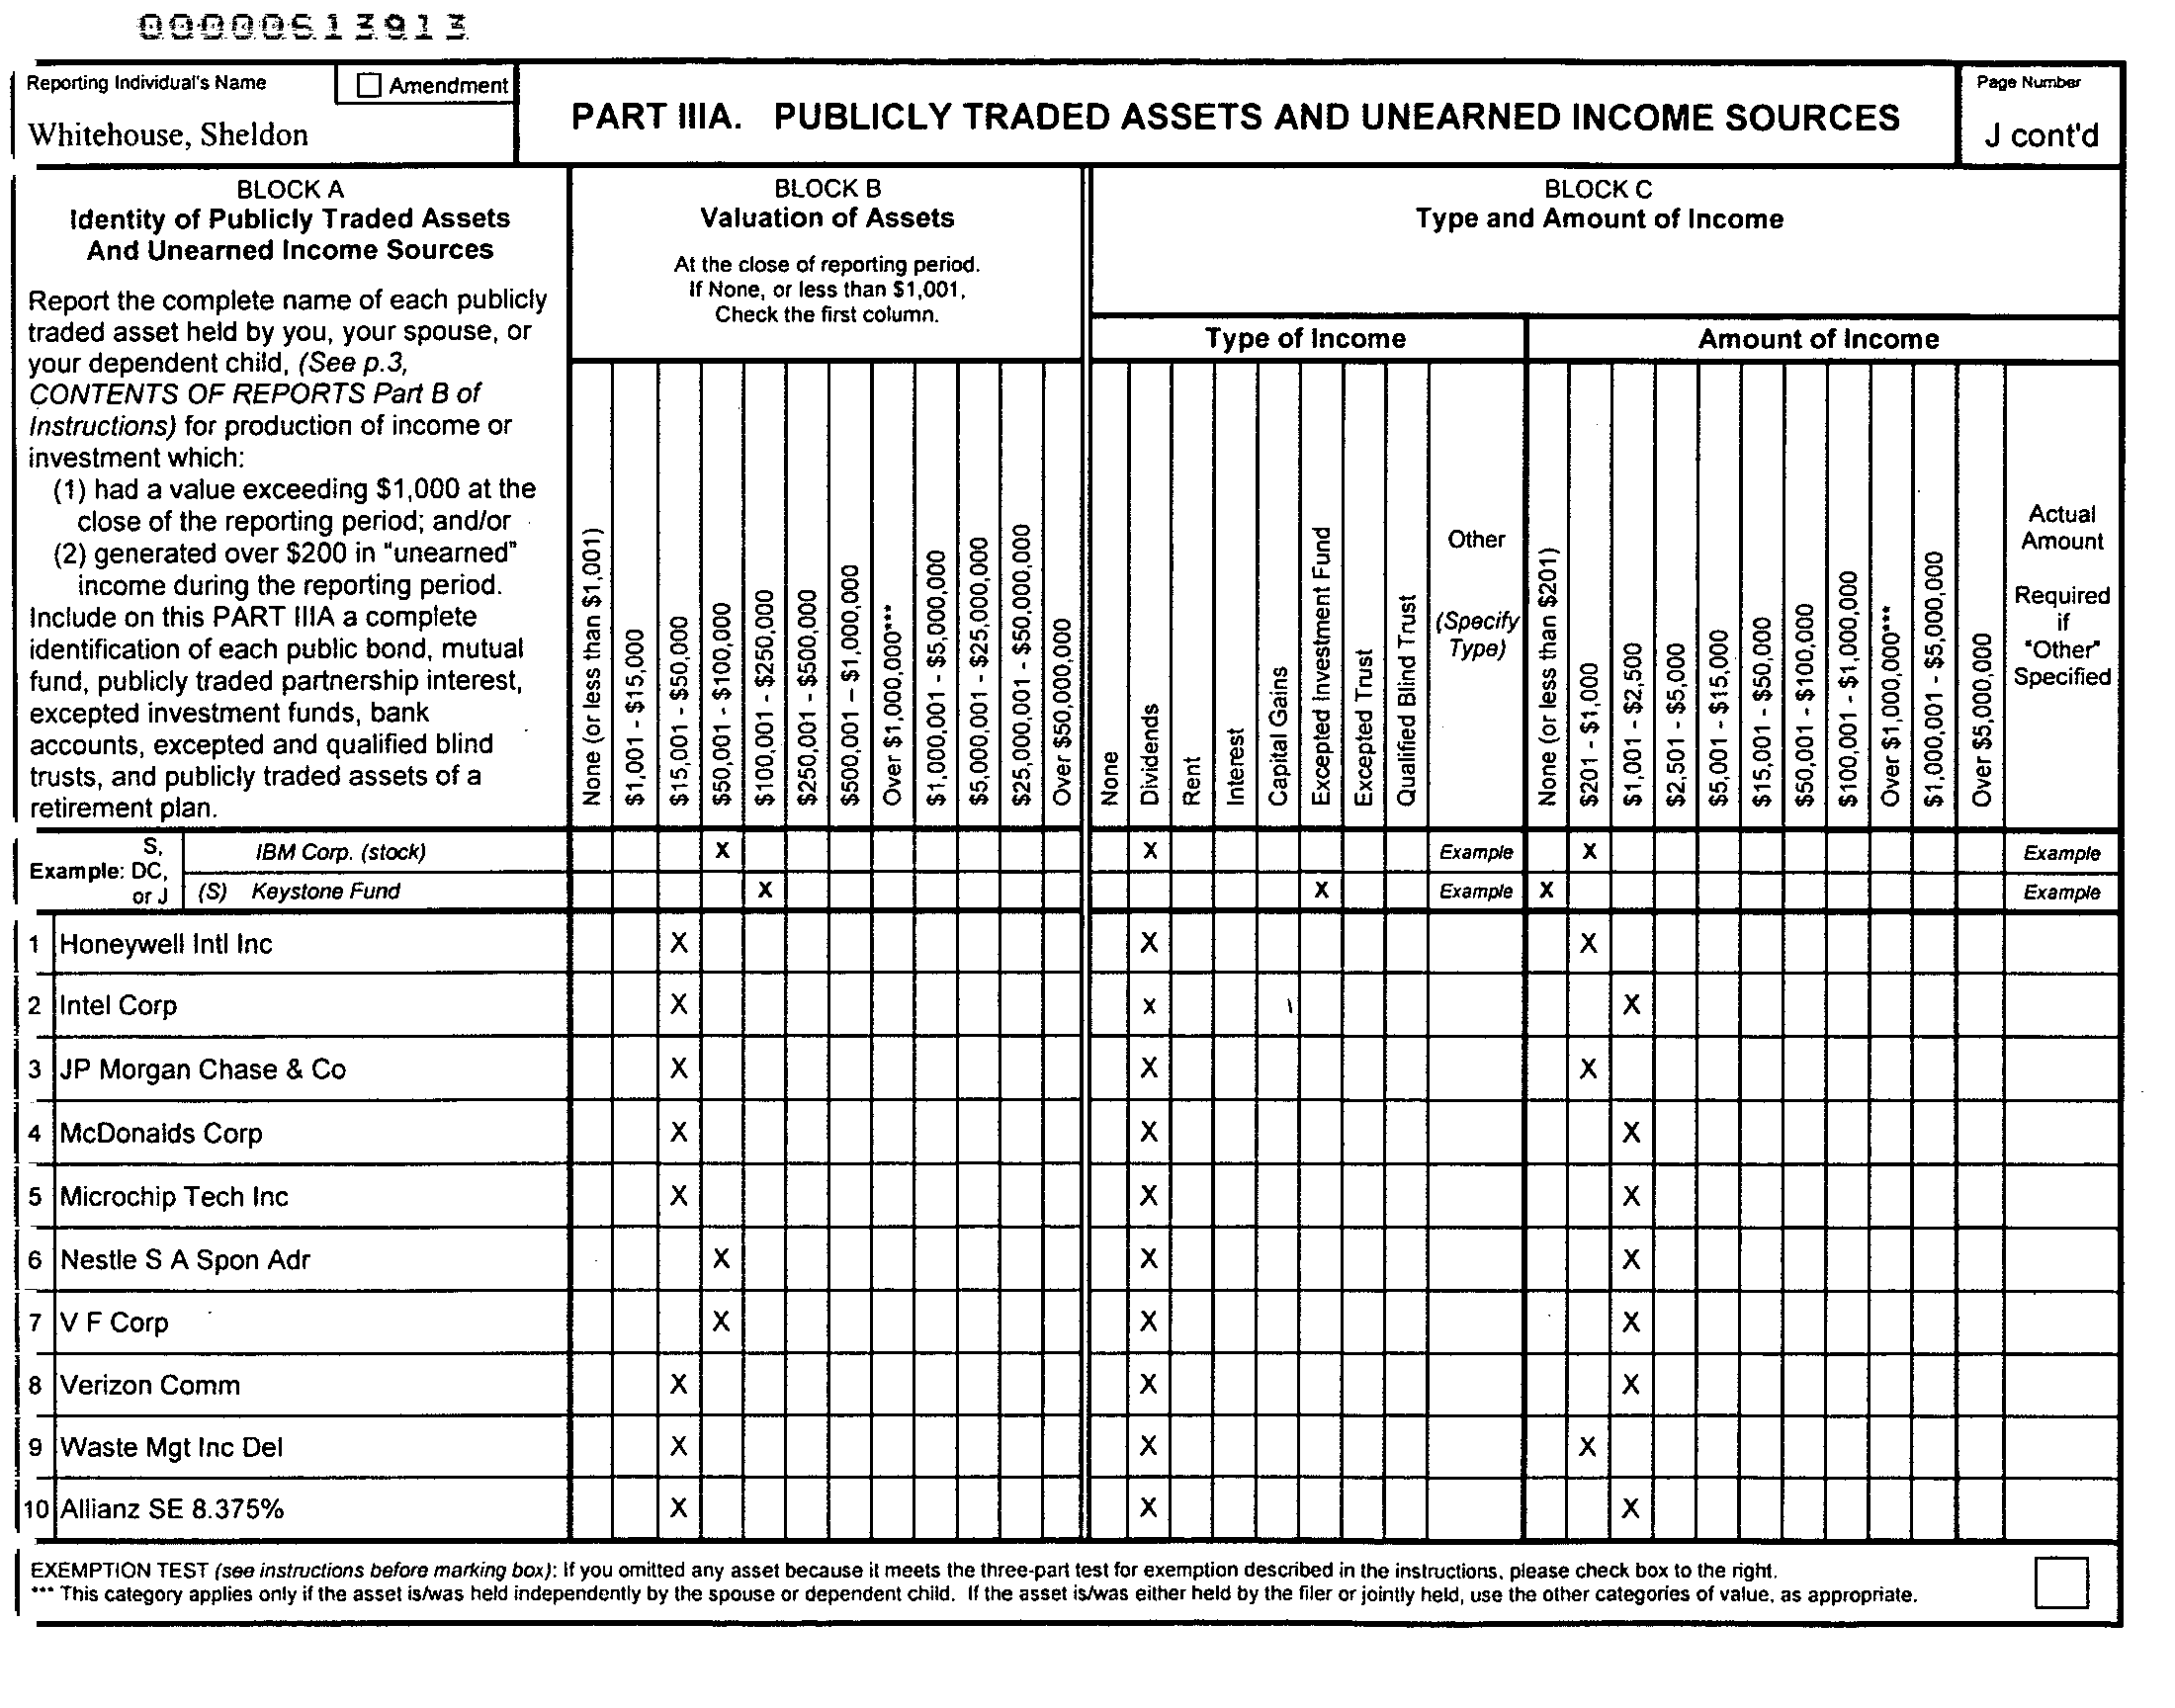 00000613913
Reporting Individual's Name
☐ Amendment
Whitehouse, Sheldon
PART IIIA. PUBLICLY TRADED ASSETS AND UNEARNED INCOME SOURCES
Page Number
J cont'd
BLOCK A
Identity of Publicly Traded Assets
And Unearned Income Sources
Report the complete name of each publicly
traded asset held by you, your spouse, or
your dependent child, (See p.3,
CONTENTS OF REPORTS Part B of
Instructions) for production of income or
investment which:
(1) had a value exceeding $1,000 at the
close of the reporting period; and/or
(2) generated over $200 in "unearned"
income during the reporting period.
Include on this PART IIIA a complete
identification of each public bond, mutual
fund, publicly traded partnership interest,
excepted investment funds, bank
accounts, excepted and qualified blind
trusts, and publicly traded assets of a
retirement plan.
BLOCK B
Valuation of Assets
At the close of reporting period.
If None, or less than $1,001,
Check the first column.
None (or less than $1,001)
$1,001 - $15,000
$15,001 - $50,000
$50,001 - $100,000
$100,001 - $250,000
$250,001 - $500,000
$500,001 – $1,000,000
Over $1,000,000***
$1,000,001 - $5,000,000
$5,000,001 - $25,000,000
$25,000,001 - $50,000,000
Over $50,000,000
BLOCK C
Type and Amount of Income
Type of Income
None
Dividends
Rent
Interest
Capital Gains
Excepted Investment Fund
Excepted Trust
Qualified Blind Trust
Other
(Specify
Type)
Amount of Income
None (or less than $201)
$201 - $1,000
$1,001 - $2,500
$2,501 - $5,000
$5,001 - $15,000
$15,001 - $50,000
$50,001 - $100,000
$100,001 - $1,000,000
Over $1,000,000***
$1,000,001 - $5,000,000
Over $5,000,000
Actual
Amount
Required
if
"Other"
Specified
Example:
S,
DC,
or J
IBM Corp. (stock) X X Example X Example
(S) Keystone Fund X X Example X Example
1 Honeywell Intl Inc X X X
2 Intel Corp X x X
3 JP Morgan Chase & Co X X X
4 McDonalds Corp X X X
5 Microchip Tech Inc X X X
6 Nestle S A Spon Adr X X X
7 V F Corp X X X
8 Verizon Comm X X X
9 Waste Mgt Inc Del X X X
10 Allianz SE 8.375% X X X
EXEMPTION TEST (see instructions before marking box): If you omitted any asset because it meets the three-part test for exemption described in the instructions, please check box to the right.
*** This category applies only if the asset is/was held independently by the spouse or dependent child. If the asset is/was either held by the filer or jointly held, use the other categories of value, as appropriate.